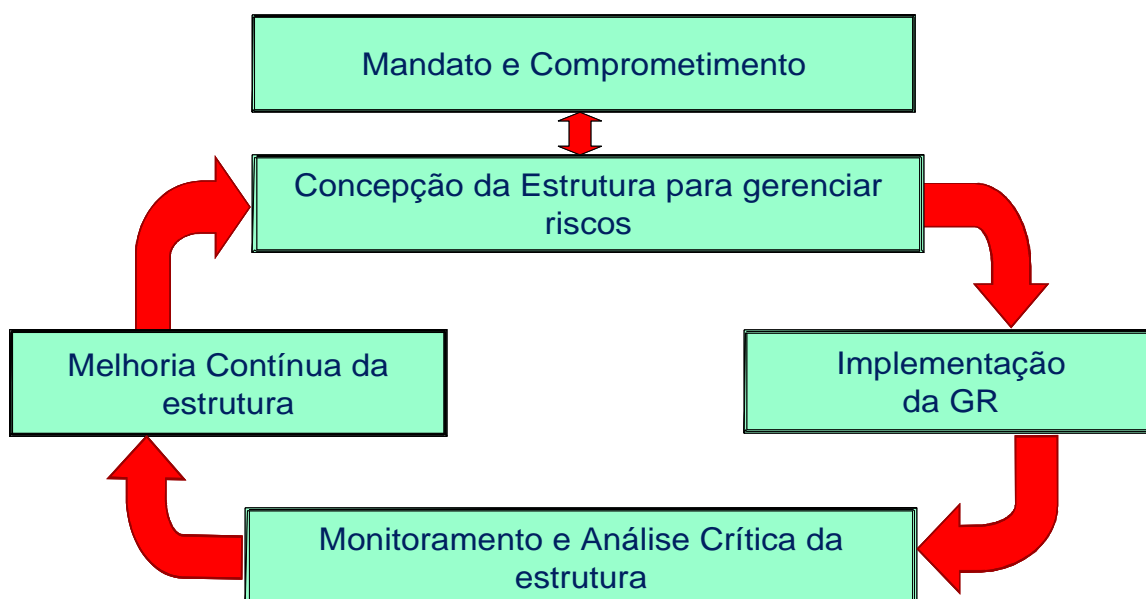 Mandato e Comprometimento
Concepção da Estrutura para gerenciar
riscos
Melhoria Contínua da
estrutura
Implementação
da GR
Monitoramento e Análise Crítica da
estrutura